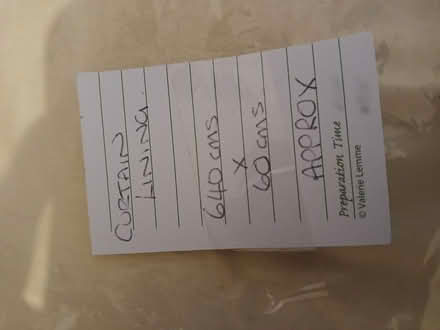 CURTAIN
LINING.
640 cms
X
60 cms.
APPROX
Preparation Time
© Valerie Lemme